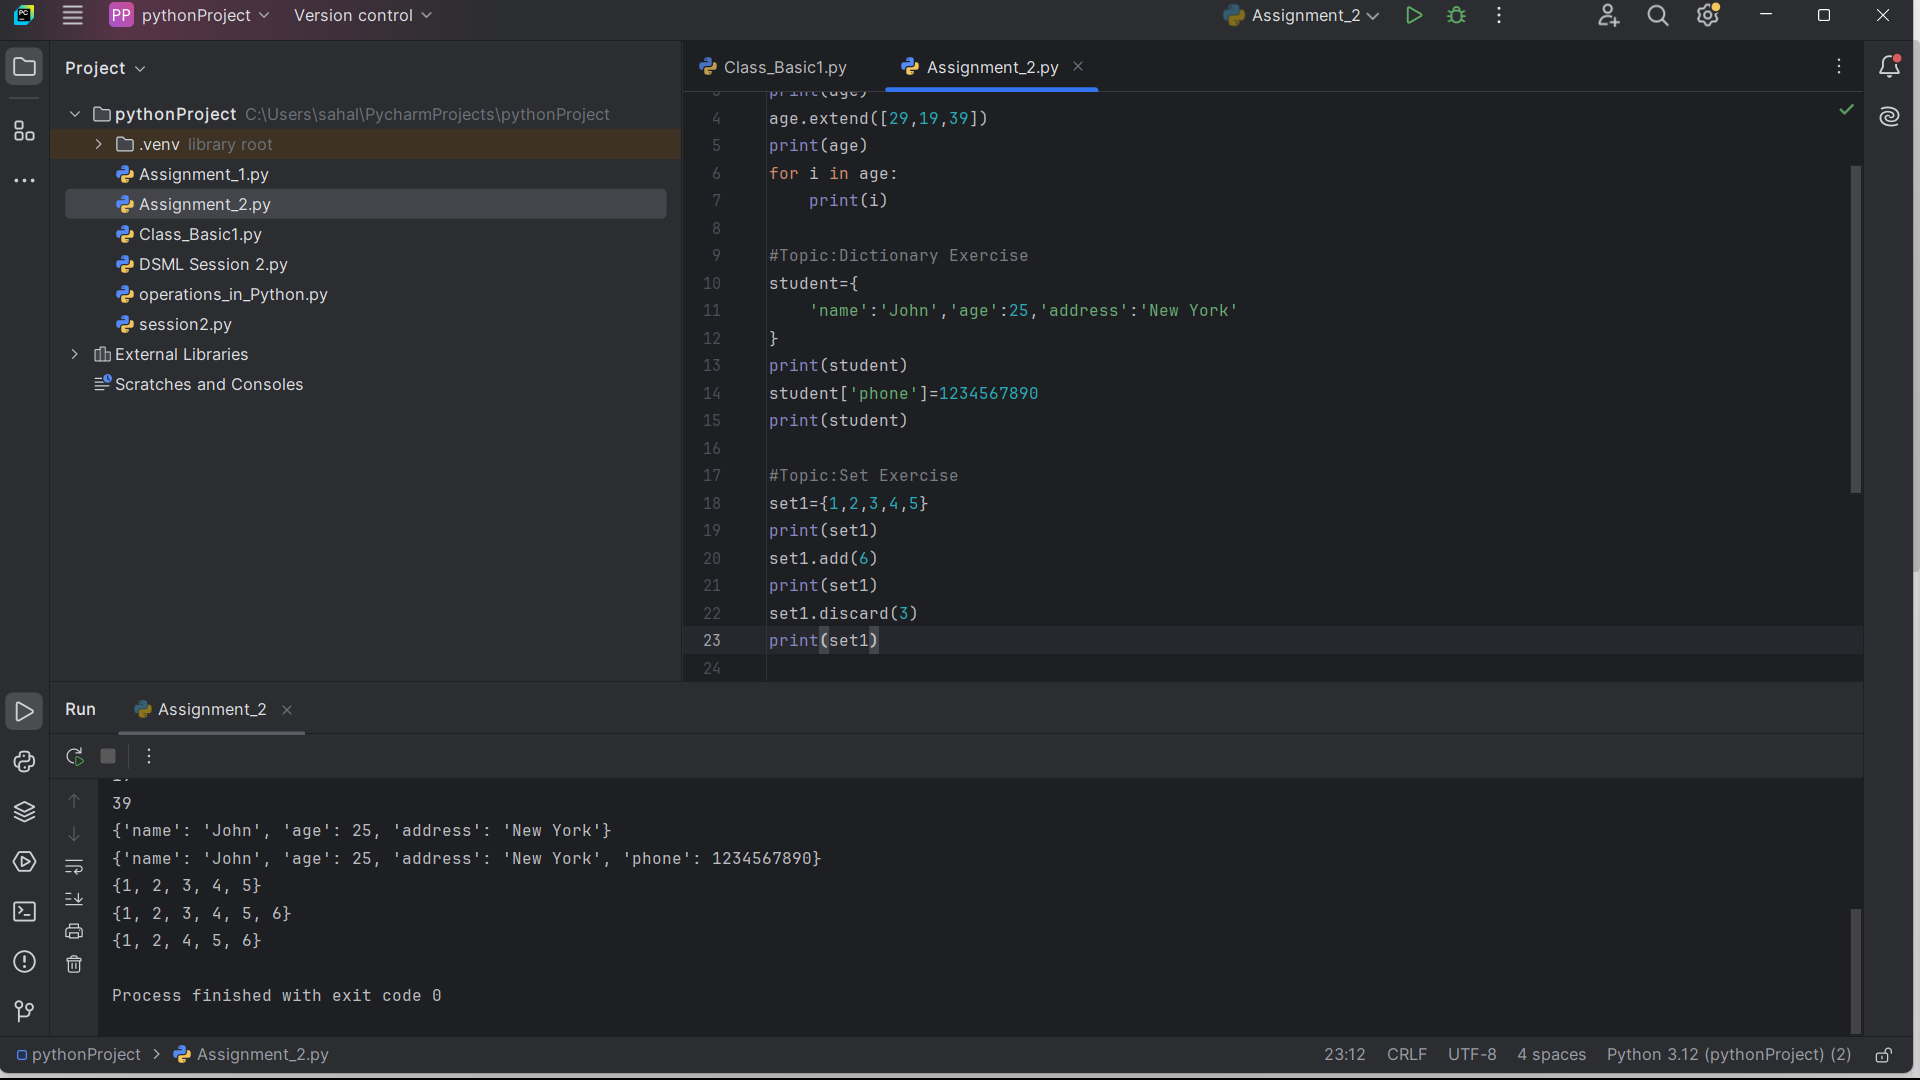 PP pythonProject Version control Assignment_2
Project
pythonProject C:\Users\sahal\PycharmProjects\pythonProject
.venv library root
Assignment_1.py
Assignment_2.py
Class_Basic1.py
DSML Session 2.py
operations_in_Python.py
session2.py
External Libraries
Scratches and Consoles
Class_Basic1.py Assignment_2.py
print(age)
4 age.extend([29,19,39])
5 print(age)
6 for i in age:
7 print(i)
8
9 #Topic:Dictionary Exercise
10 student={
11 'name':'John','age':25,'address':'New York'
12 }
13 print(student)
14 student['phone']=1234567890
15 print(student)
16
17 #Topic:Set Exercise
18 set1={1,2,3,4,5}
19 print(set1)
20 set1.add(6)
21 print(set1)
22 set1.discard(3)
23 print(set1)
24
Run Assignment_2
39
{'name': 'John', 'age': 25, 'address': 'New York'}
{'name': 'John', 'age': 25, 'address': 'New York', 'phone': 1234567890}
{1, 2, 3, 4, 5}
{1, 2, 3, 4, 5, 6}
{1, 2, 4, 5, 6}
Process finished with exit code 0
pythonProject > Assignment_2.py 23:12 CRLF UTF-8 4 spaces Python 3.12 (pythonProject) (2)